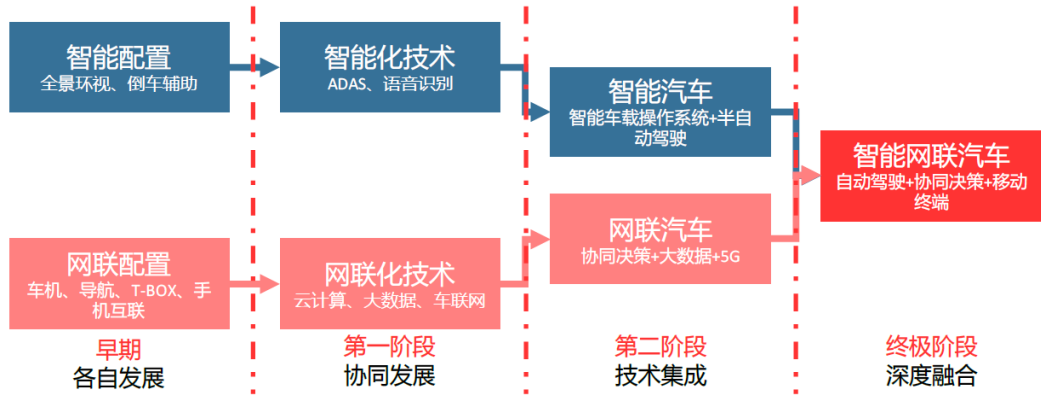 智能配置
全景环视、倒车辅助
智能化技术
ADAS、语音识别
智能汽车
智能车载操作系统+半自
动驾驶
智能网联汽车
自动驾驶+协同决策+移动
终端
网联配置
车机、导航、T-BOX、手
机互联
网联化技术
云计算、大数据、车联网
网联汽车
协同决策+大数据+5G
早期
各自发展
第一阶段
协同发展
第二阶段
技术集成
终极阶段
深度融合